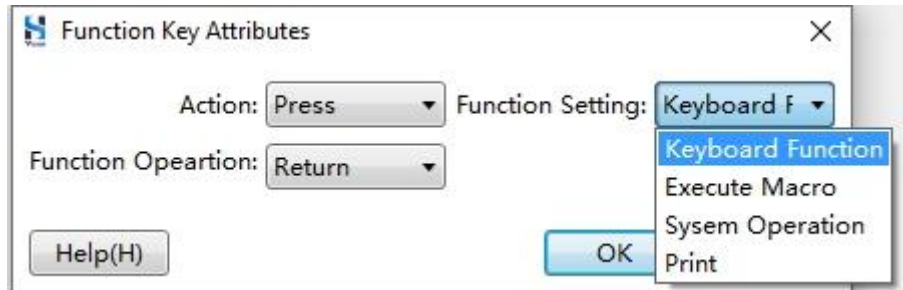 Function Key Attributes
Action: Press Function Setting: Keyboard F
Function Opeartion: Return
Keyboard Function
Execute Macro
Sysem Operation
Print
Help(H) OK